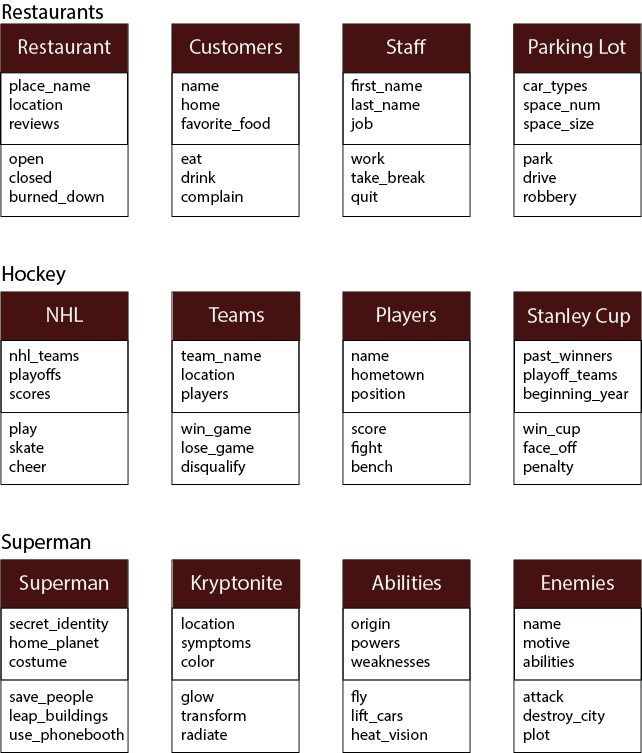 Restaurants
Restaurant
place_name
location
reviews
open
closed
burned_down
Customers
name
home
favorite_food
eat
drink
complain
Staff
first_name
last_name
job
work
take_break
quit
Parking Lot
car_types
space_num
space_size
park
drive
robbery
Hockey
NHL
nhl_teams
playoffs
scores
play
skate
cheer
Teams
team_name
location
players
win_game
lose_game
disqualify
Players
name
hometown
position
score
fight
bench
Stanley Cup
past_winners
playoff_teams
beginning_year
win_cup
face_off
penalty
Superman
Superman
secret_identity
home_planet
costume
save_people
leap_buildings
use_phonebooth
Kryptonite
location
symptoms
color
glow
transform
radiate
Abilities
origin
powers
weaknesses
fly
lift_cars
heat_vision
Enemies
name
motive
abilities
attack
destroy_city
plot